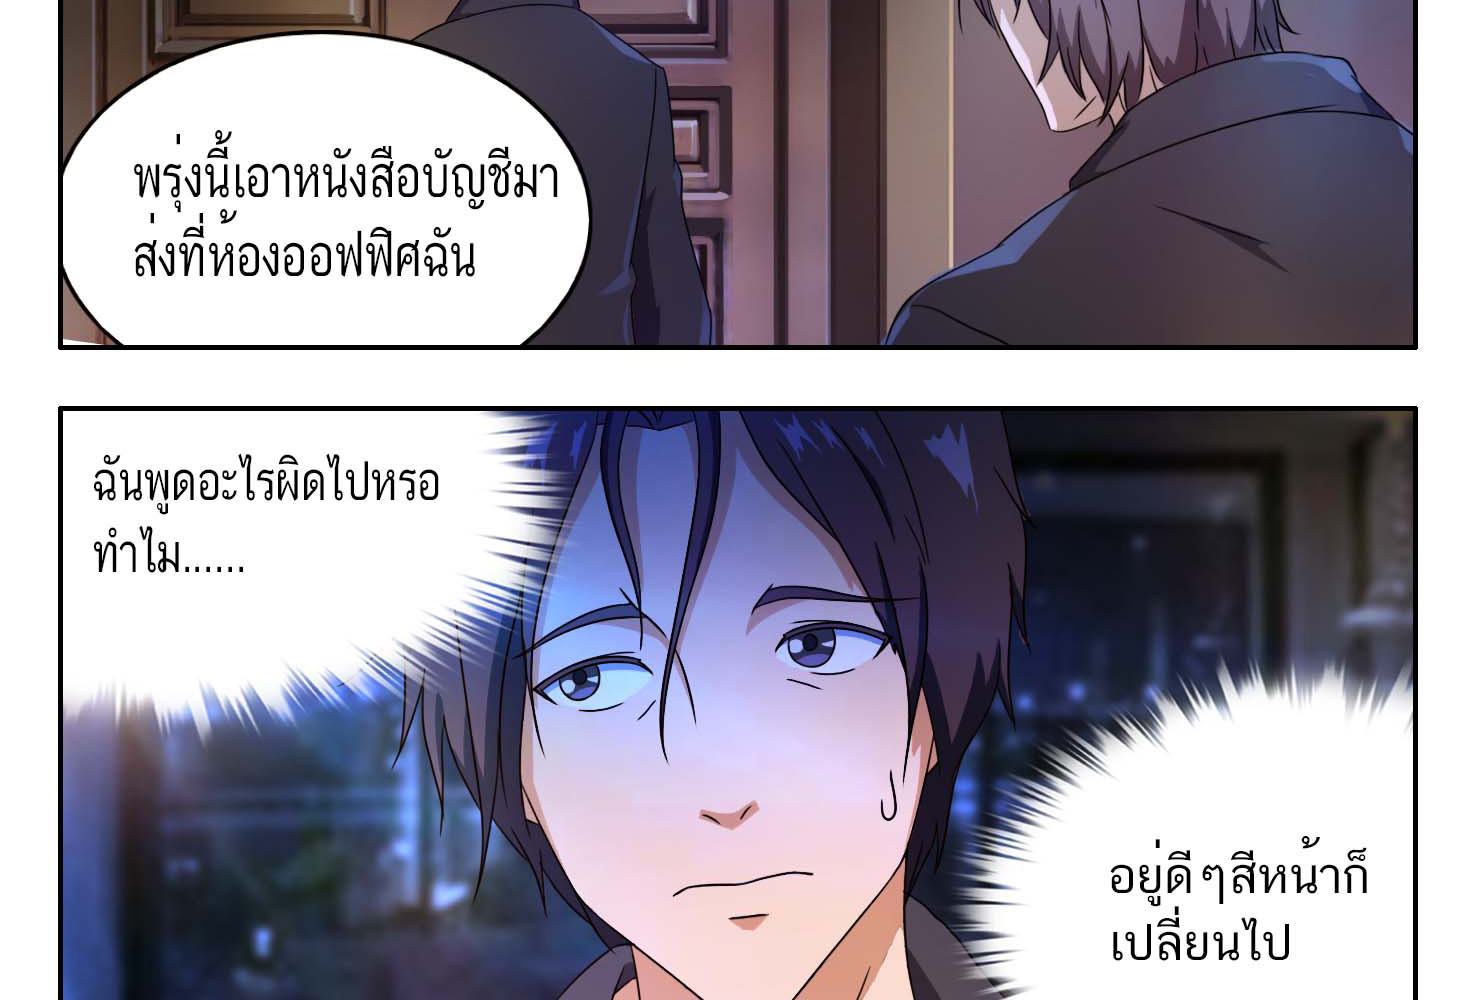 พรุ่งนี้เอาหนังสือบัญชีมา
ส่งที่ห้องออฟฟิศฉัน
ฉันพูดอะไรผิดไปหรอ
ทำไม......
อยู่ดีๆสีหน้าก็
เปลี่ยนไป